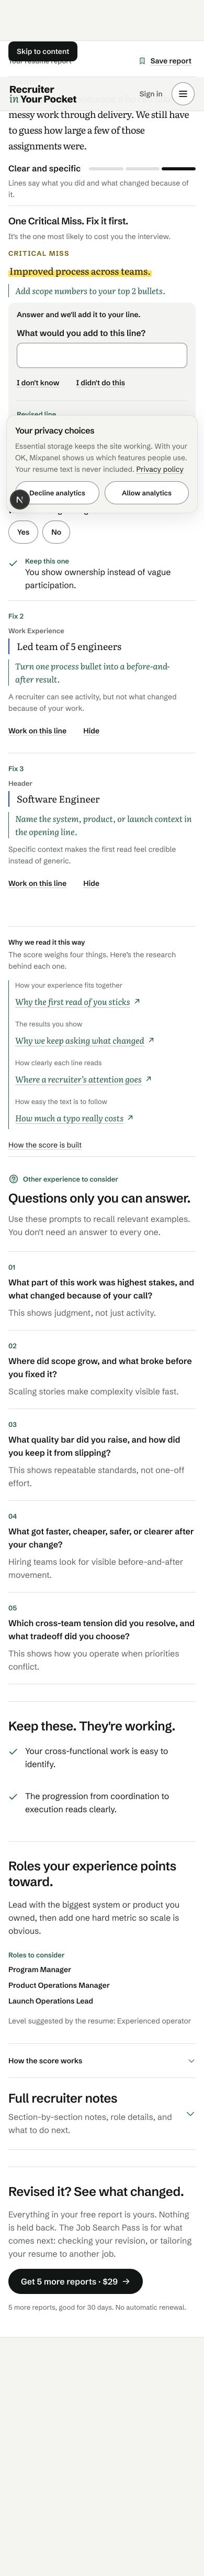 Skip to content
Your resume report
Save report
Recruiter
in Your Pocket
Sign in
messy work through delivery. We still have
to guess how large a few of those
assignments were.
Clear and specific
Lines say what you did and what changed because of
it.
One Critical Miss. Fix it first.
It's the one most likely to cost you the interview.
CRITICAL MISS
Improved process across teams.
Add scope numbers to your top 2 bullets.
Answer and we'll add it to your line.
What would you add to this line?
I don't know
I didn't do this
Revised line
Your privacy choices
Essential storage keeps the site working. With your
OK, Mixpanel shows us which features people use.
Your resume text is never included. Privacy policy
N
Decline analytics
Allow analytics
Yes
No
Keep this one
You show ownership instead of vague
participation.
Fix 2
Work Experience
Led team of 5 engineers
Turn one process bullet into a before-and-
after result.
A recruiter can see activity, but not what changed
because of your work.
Work on this line
Hide
Fix 3
Header
Software Engineer
Name the system, product, or launch context in
the opening line.
Specific context makes the first read feel credible
instead of generic.
Work on this line
Hide
Why we read it this way
The score weighs four things. Here's the research
behind each one.
How your experience fits together
Why the first read of you sticks
The results you show
Why we keep asking what changed
How clearly each line reads
Where a recruiter's attention goes
How easy the text is to follow
How much a typo really costs
How the score is built
Other experience to consider
Questions only you can answer.
Use these prompts to recall relevant examples.
You don't need an answer to every one.
01
What part of this work was highest stakes, and
what changed because of your call?
This shows judgment, not just activity.
02
Where did scope grow, and what broke before
you fixed it?
Scaling stories make complexity visible fast.
03
What quality bar did you raise, and how did
you keep it from slipping?
This shows repeatable standards, not one-off
effort.
04
What got faster, cheaper, safer, or clearer after
your change?
Hiring teams look for visible before-and-after
movement.
05
Which cross-team tension did you resolve, and
what tradeoff did you choose?
This shows how you operate when priorities
conflict.
Keep these. They're working.
Your cross-functional work is easy to
identify.
The progression from coordination to
execution reads clearly.
Roles your experience points
toward.
Lead with the biggest system or product you
owned, then add one hard metric so scale is
obvious.
Roles to consider
Program Manager
Product Operations Manager
Launch Operations Lead
Level suggested by the resume: Experienced operator
How the score works
Full recruiter notes
Section-by-section notes, role details, and
what to do next.
Revised it? See what changed.
Everything in your free report is yours. Nothing
is held back. The Job Search Pass is for what
comes next: checking your revision, or tailoring
your resume to another job.
Get 5 more reports · $29 →
5 more reports, good for 30 days. No automatic renewal.